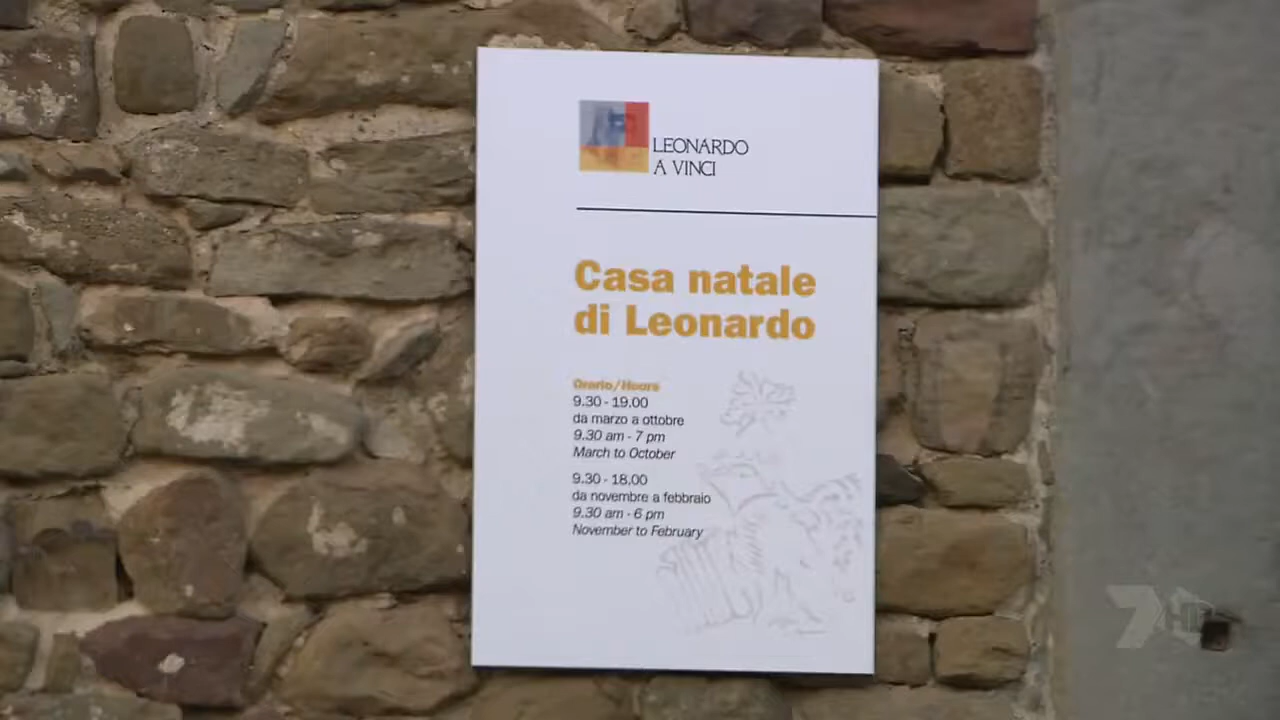 LEONARDO
A VINCI
Casa natale
di Leonardo
Orario/Hours
9.30 - 19.00
da marzo a ottobre
9.30 am - 7 pm
March to October
9.30 - 18.00
da novembre a febbraio
9.30 am - 6 pm
November to February
7HD